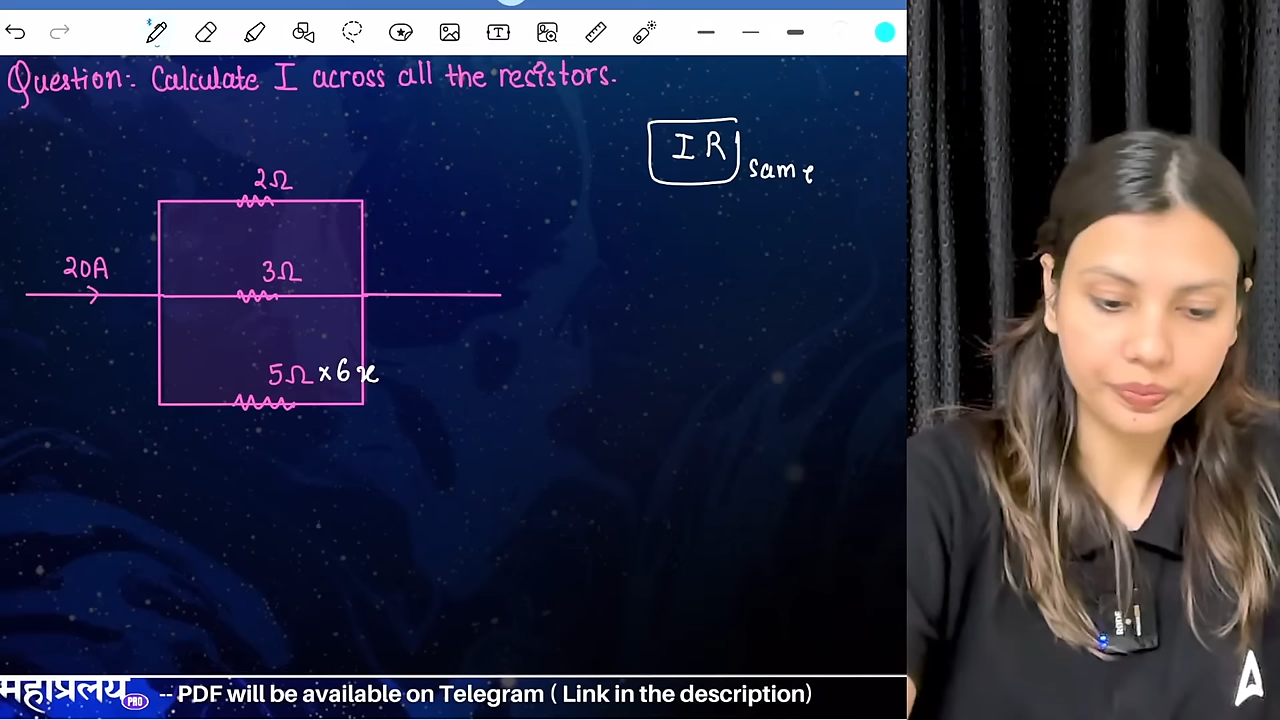 Question:- Calculate I across all the resistors.
IR same
2Ω
20A
3Ω
5Ω × 6x
महाप्रलय PRO -- PDF will be available on Telegram ( Link in the description)
RODE